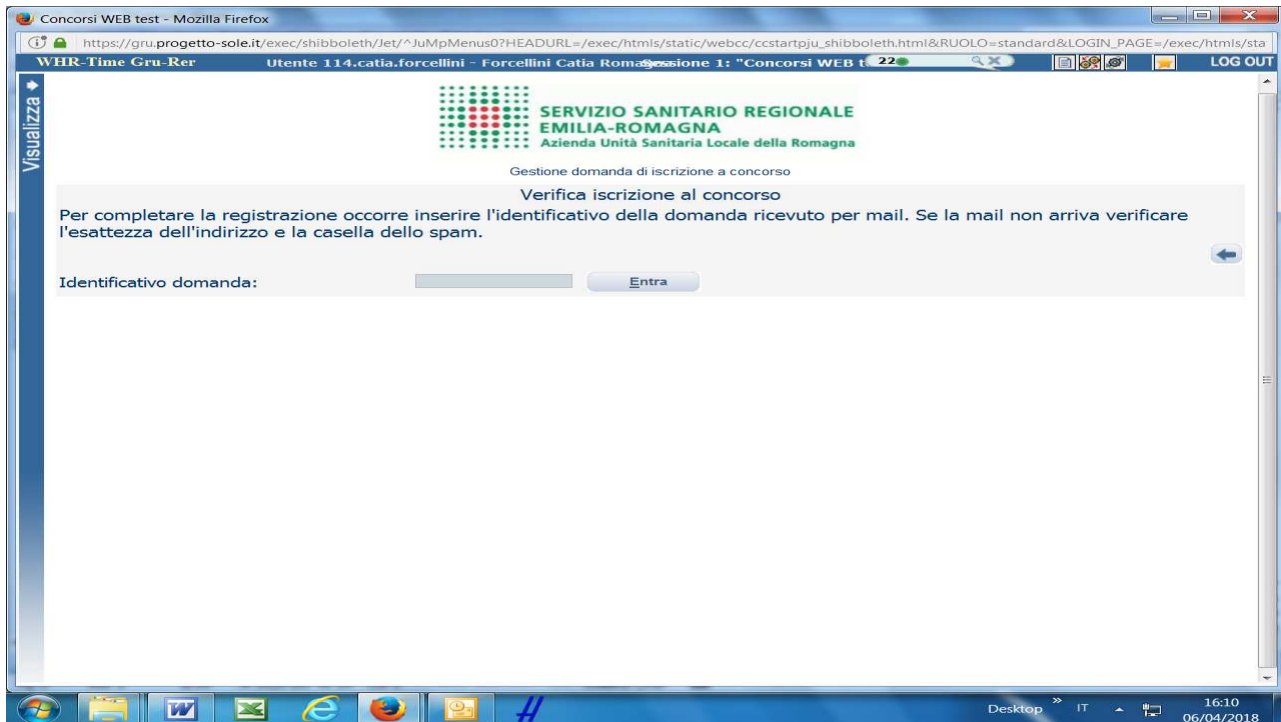 Concorsi WEB test - Mozilla Firefox
https://gru.progetto-sole.it/exec/shibboleth/Jet/^JuMpMenus0?HEADURL=/exec/htmls/static/webcc/ccstartpju_shibboleth.html&RUOLO=standard&LOGIN_PAGE=/exec/htmls/sta
WHR-Time Gru-Rer Utente 114.catia.forcellini - Forcellini Catia 1: "Concorsi WEB t 22 LOG OUT
Visualizza
SERVIZIO SANITARIO REGIONALE
EMILIA-ROMAGNA
Azienda Unità Sanitaria Locale della Romagna
Gestione domanda di iscrizione a concorso
Verifica iscrizione al concorso
Per completare la registrazione occorre inserire l'identificativo della domanda ricevuto per mail. Se la mail non arriva verificare
l'esattezza dell'indirizzo e la casella dello spam.
Identificativo domanda: Entra
Desktop » IT 16:10
06/04/2018